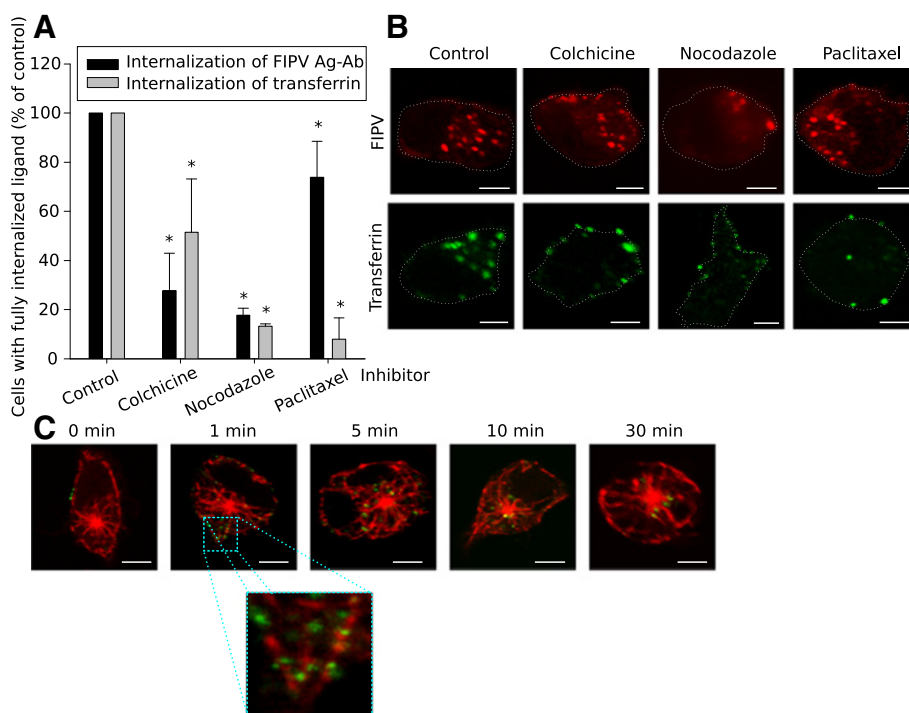 A
Internalization of FIPV Ag-Ab
Internalization of transferrin
Cells with fully internalized ligand (% of control)
120
100
80
60
40
20
0
*
*
*
*
*
*
Control
Colchicine
Nocodazole
Paclitaxel
Inhibitor
B
Control Colchicine Nocodazole Paclitaxel
FIPV
Transferrin
C
0 min 1 min 5 min 10 min 30 min